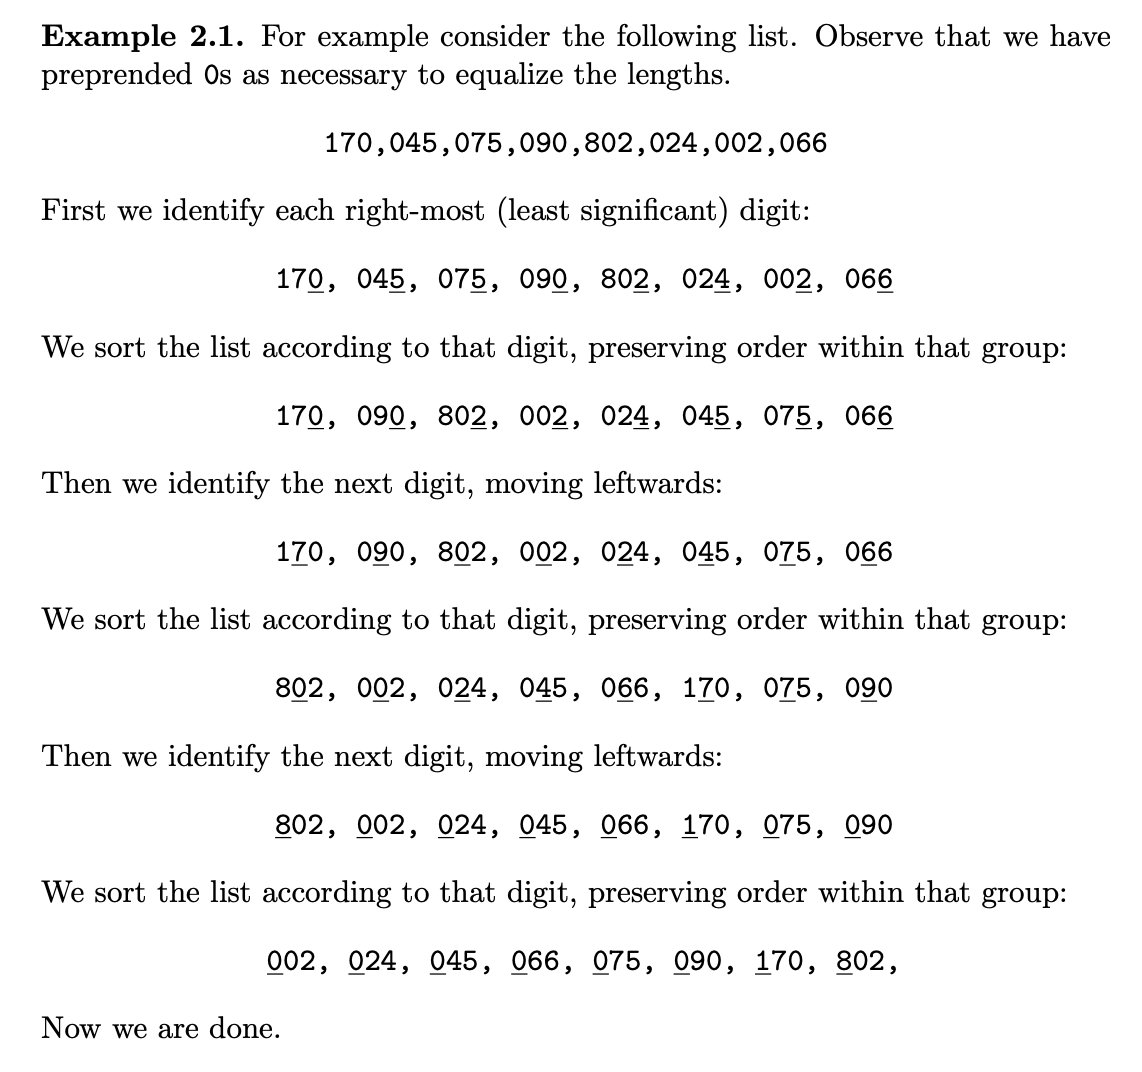 Example 2.1. For example consider the following list. Observe that we have
preprended 0s as necessary to equalize the lengths.
170,045,075,090,802,024,002,066
First we identify each right-most (least significant) digit:
170, 045, 075, 090, 802, 024, 002, 066
We sort the list according to that digit, preserving order within that group:
170, 090, 802, 002, 024, 045, 075, 066
Then we identify the next digit, moving leftwards:
170, 090, 802, 002, 024, 045, 075, 066
We sort the list according to that digit, preserving order within that group:
802, 002, 024, 045, 066, 170, 075, 090
Then we identify the next digit, moving leftwards:
802, 002, 024, 045, 066, 170, 075, 090
We sort the list according to that digit, preserving order within that group:
002, 024, 045, 066, 075, 090, 170, 802,
Now we are done.